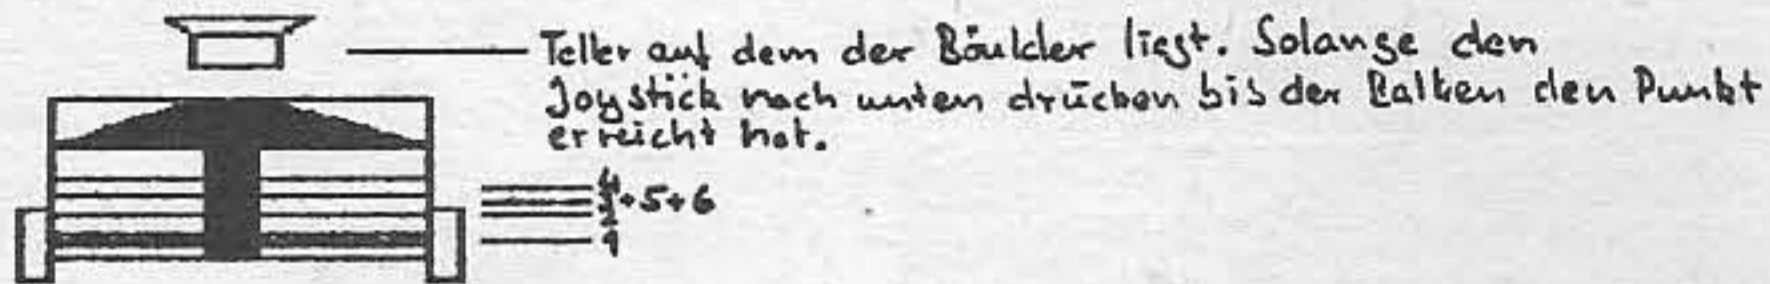 Teller auf dem der Bäulder liegt. Solange den
Joystick nach unten drücken bis der Balken den Punkt
erreicht hat.
4
3+5+6
2
1